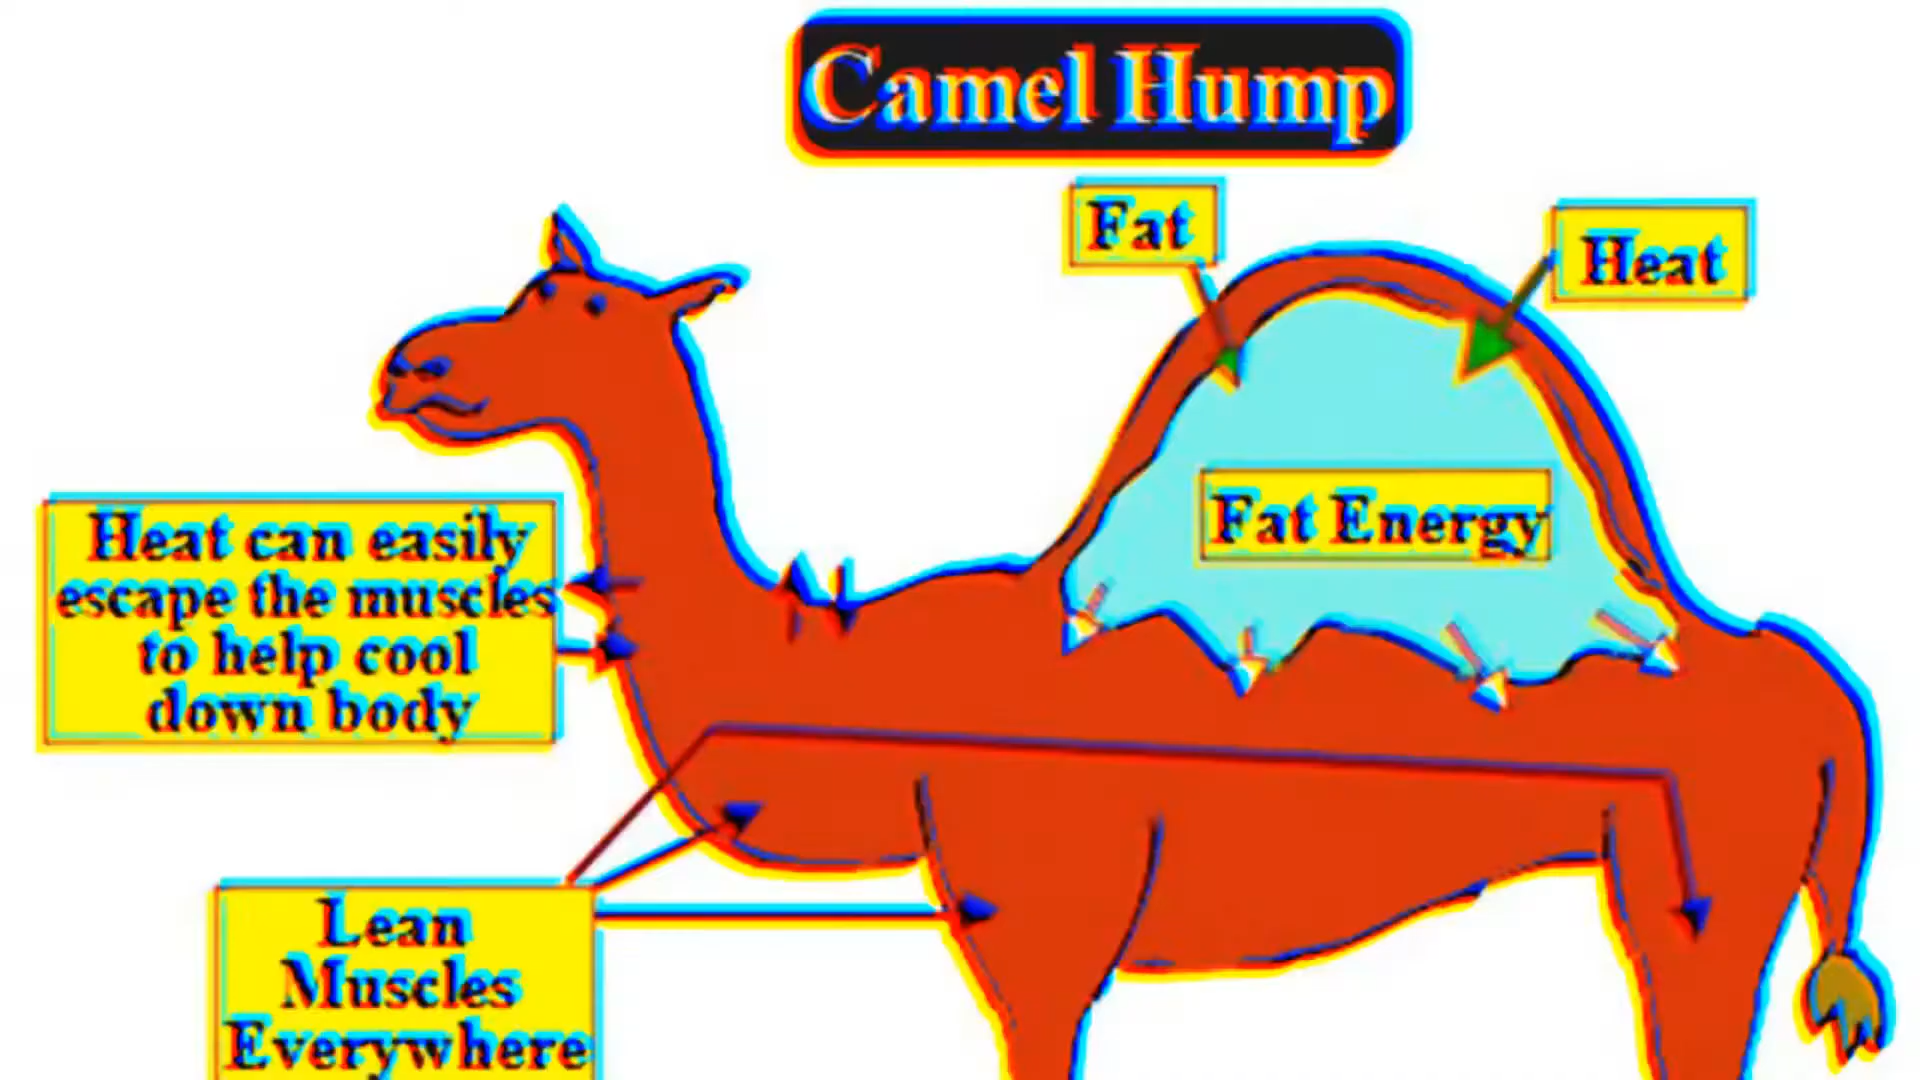 Camel Hump
Fat
Heat
Fat Energy
Heat can easily
escape the muscles
to help cool
down body
Lean
Muscles
Everywhere